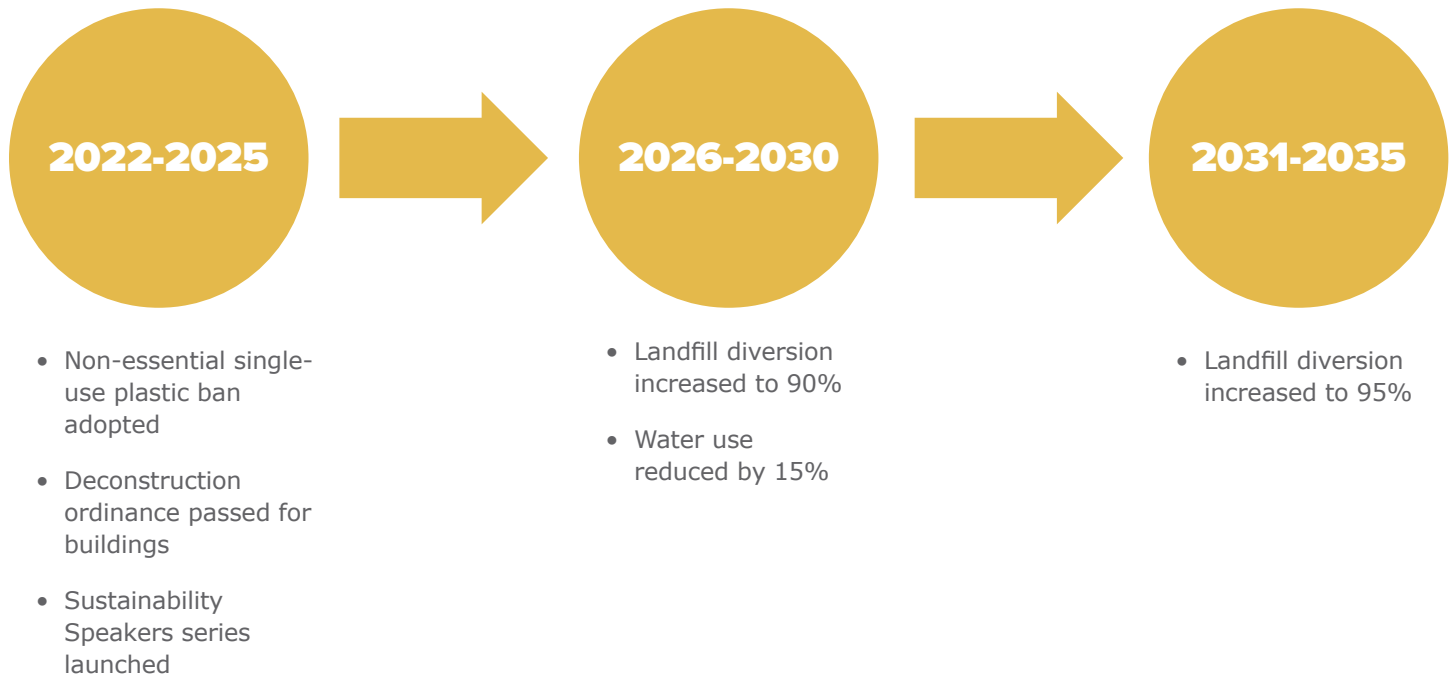 2022-2025
2026-2030
2031-2035
• Non-essential single-
use plastic ban
adopted
• Deconstruction
ordinance passed for
buildings
• Sustainability
Speakers series
launched
• Landfill diversion
increased to 90%
• Water use
reduced by 15%
• Landfill diversion
increased to 95%